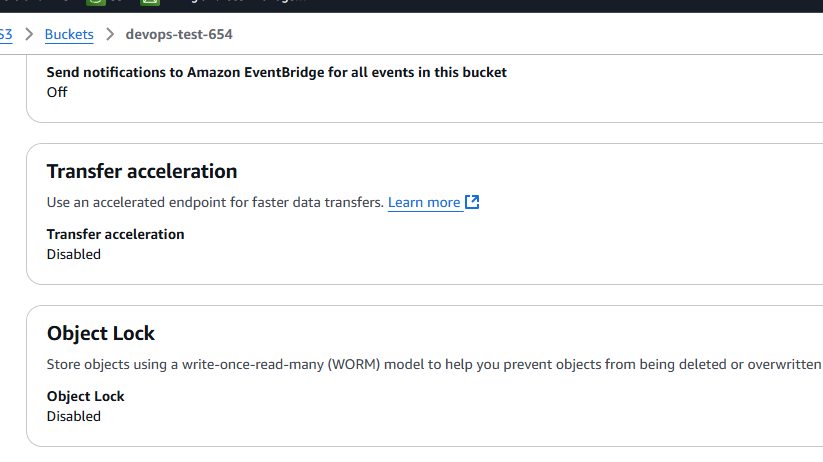 S3 > Buckets > devops-test-654
Send notifications to Amazon EventBridge for all events in this bucket
Off
Transfer acceleration
Use an accelerated endpoint for faster data transfers. Learn more
Transfer acceleration
Disabled
Object Lock
Store objects using a write-once-read-many (WORM) model to help you prevent objects from being deleted or overwritten
Object Lock
Disabled